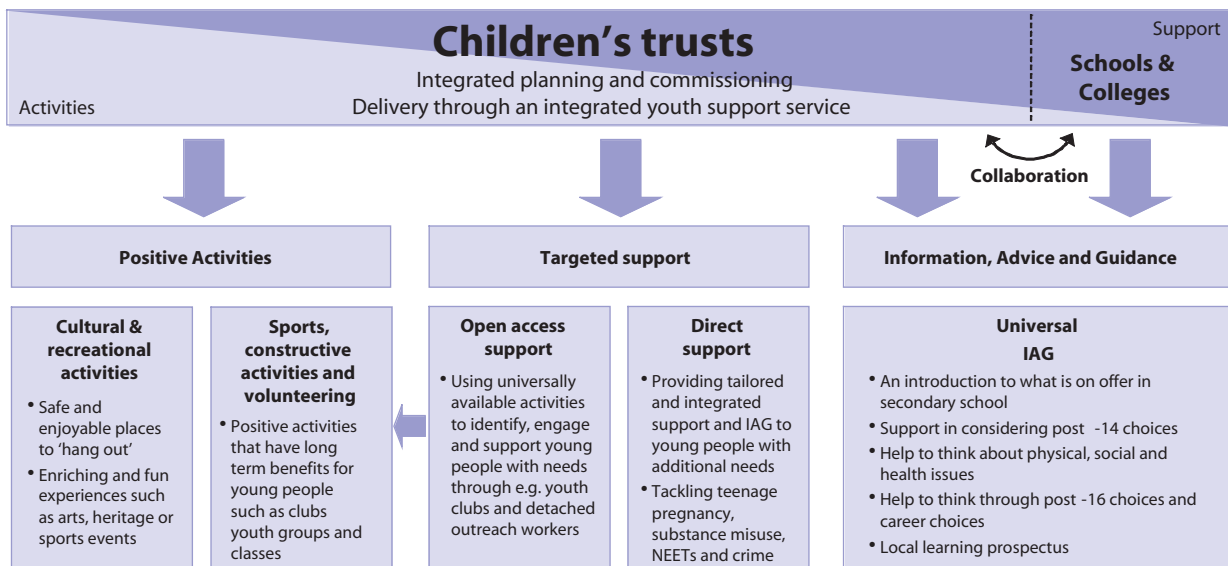 Children's trusts
Support
Integrated planning and commissioning
Schools &
Colleges
Activities
Delivery through an integrated youth support service
Collaboration
Positive Activities
Targeted support
Information, Advice and Guidance
Cultural &
recreational
activities
• Safe and
enjoyable places
to 'hang out'
• Enriching and fun
experiences such
as arts, heritage or
sports events
Sports,
constructive
activities and
volunteering
• Positive activities
that have long
term benefits for
young people
such as clubs
youth groups and
classes
Open access
support
• Using universally
available activities
to identify, engage
and support young
people with needs
through e.g. youth
clubs and detached
outreach workers
Direct
support
• Providing tailored
and integrated
support and IAG to
young people with
additional needs
• Tackling teenage
pregnancy,
substance misuse,
NEETs and crime
Universal
IAG
• An introduction to what is on offer in
secondary school
• Support in considering post -14 choices
• Help to think about physical, social and
health issues
• Help to think through post -16 choices and
career choices
• Local learning prospectus